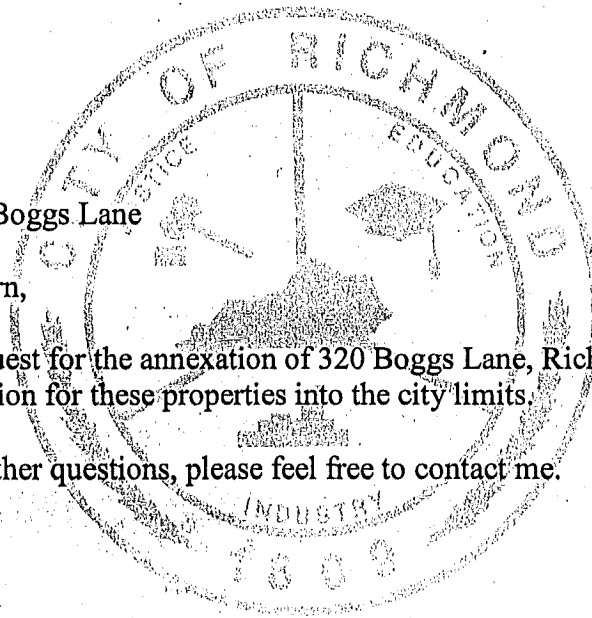 CITY OF RICHMOND
JUSTICE
EDUCATION
Boggs Lane
rn,
uest for the annexation of 320 Boggs Lane, Rich
ion for these properties into the city limits.
ther questions, please feel free to contact me.
INDUSTRY
1809